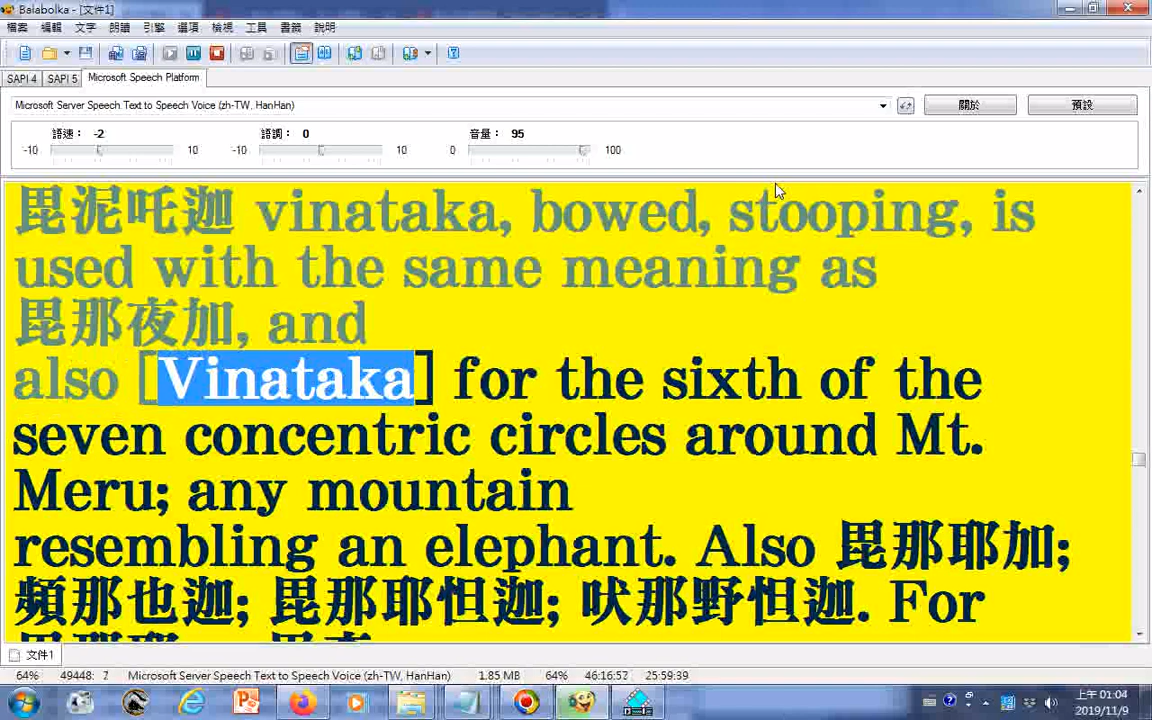 Balabolka - [文件1]
檔案 編輯 文字 朗讀 引擎 選項 檢視 工具 書籤 說明
SAPI 4 SAPI 5 Microsoft Speech Platform
Microsoft Server Speech Text to Speech Voice (zh-TW, HanHan) 關於 預設
語速： -2 語調： 0 音量： 95
-10 10 -10 10 0 100
毘泥吒迦 vinataka, bowed, stooping, is
used with the same meaning as
毘那夜加, and
also [Vinataka] for the sixth of the
seven concentric circles around Mt.
Meru; any mountain
resembling an elephant. Also 毘那耶加;
頻那也迦; 毘那耶怛迦; 吠那野怛迦. For
文件1
64% 49448: Microsoft Server Speech Text to Speech Voice (zh-TW, HanHan) 1.85 MB 64% 46:16:52 25:59:39
上午 01:04
2019/11/9